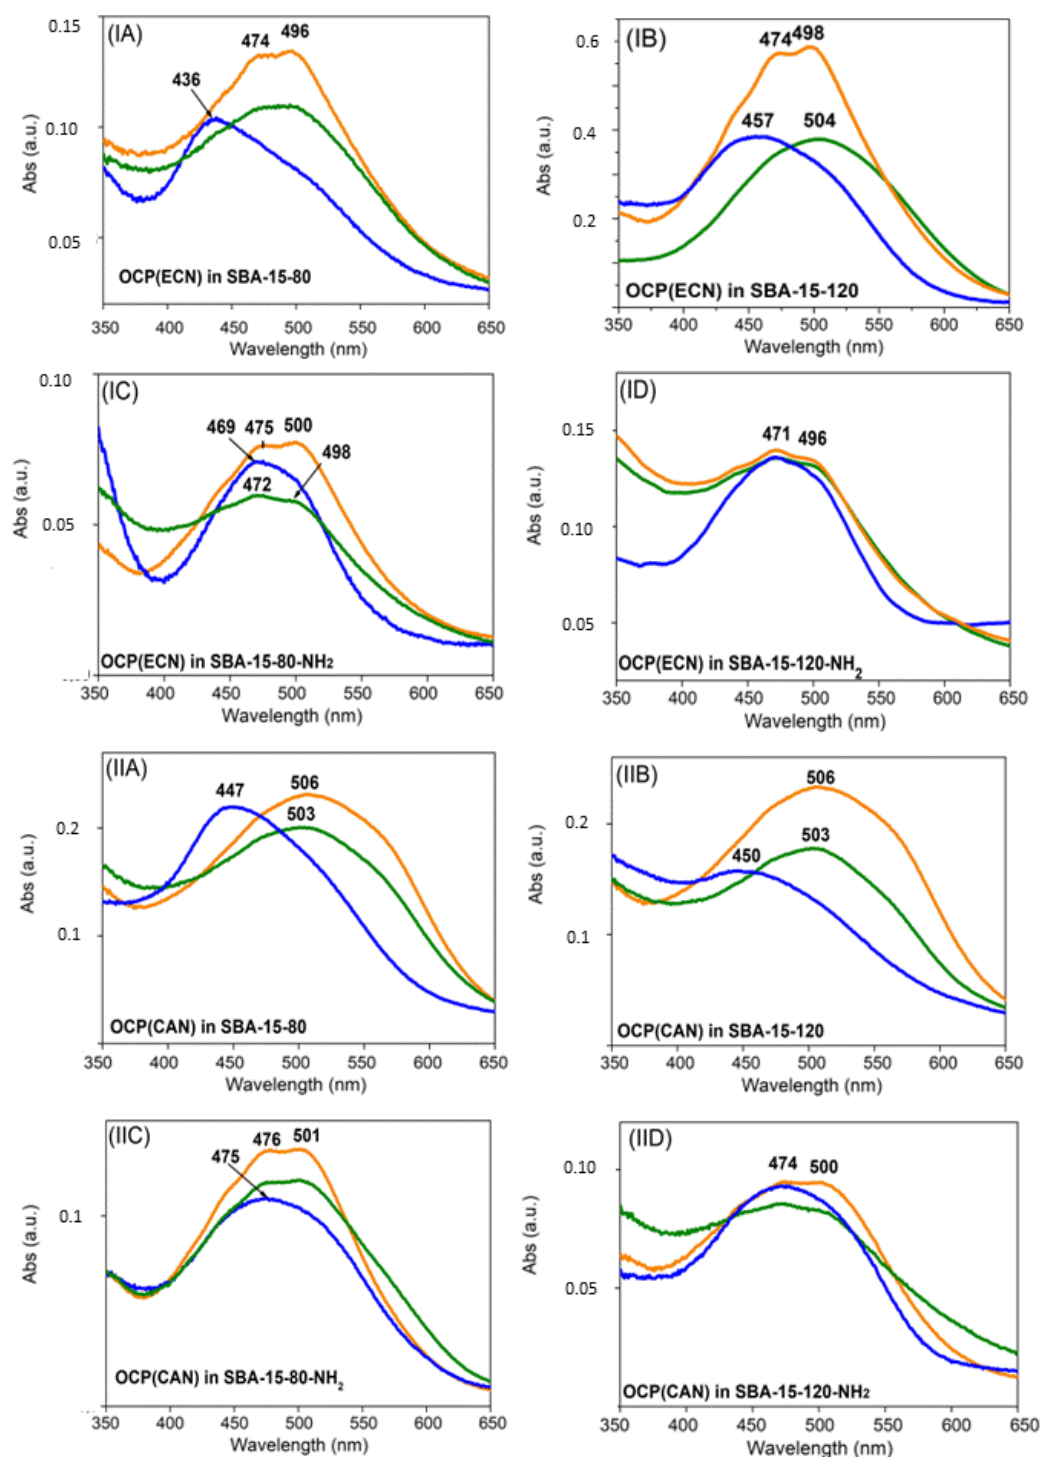 (IA)
0.15
496
474
436
0.10
0.05
OCP(ECN) in SBA-15-80
350 400 450 500 550 600 650
Wavelength (nm)
Abs (a.u.)
(IB)
0.6
474 498
0.4
457
504
0.2
OCP(ECN) in SBA-15-120
350 400 450 500 550 600 650
Wavelength (nm)
Abs (a.u.)
(IC)
0.10
469 475 500
498
472
0.05
OCP(ECN) in SBA-15-80-NH2
350 400 450 500 550 600 650
Wavelength (nm)
Abs (a.u.)
(ID)
0.15
471 496
0.10
0.05
OCP(ECN) in SBA-15-120-NH2
350 400 450 500 550 600 650
Wavelength (nm)
Abs (a.u.)
(IIA)
447
506
503
0.2
0.1
OCP(CAN) in SBA-15-80
350 400 450 500 550 600 650
Wavelength (nm)
Abs (a.u.)
(IIB)
506
0.2
503
450
0.1
OCP(CAN) in SBA-15-120
350 400 450 500 550 600 650
Wavelength (nm)
Abs (a.u.)
(IIC)
476 501
475
0.1
OCP(CAN) in SBA-15-80-NH2
350 400 450 500 550 600 650
Wavelength (nm)
Abs (a.u.)
(IID)
474 500
0.10
0.05
OCP(CAN) in SBA-15-120-NH2
350 400 450 500 550 600 650
Wavelength (nm)
Abs (a.u.)